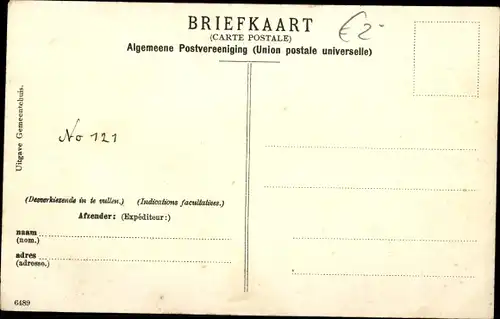 BRIEFKAART
(CARTE POSTALE)
Algemeene Postvereeniging (Union postale universelle)
€2-
Uitgave Gemeentehuis.
No 121
(Desverkiezende in te vullen.) (Indications facultatives.)
Afzender: (Expéditeur:)
naam
(nom.)
adres
(adresse.)
6489